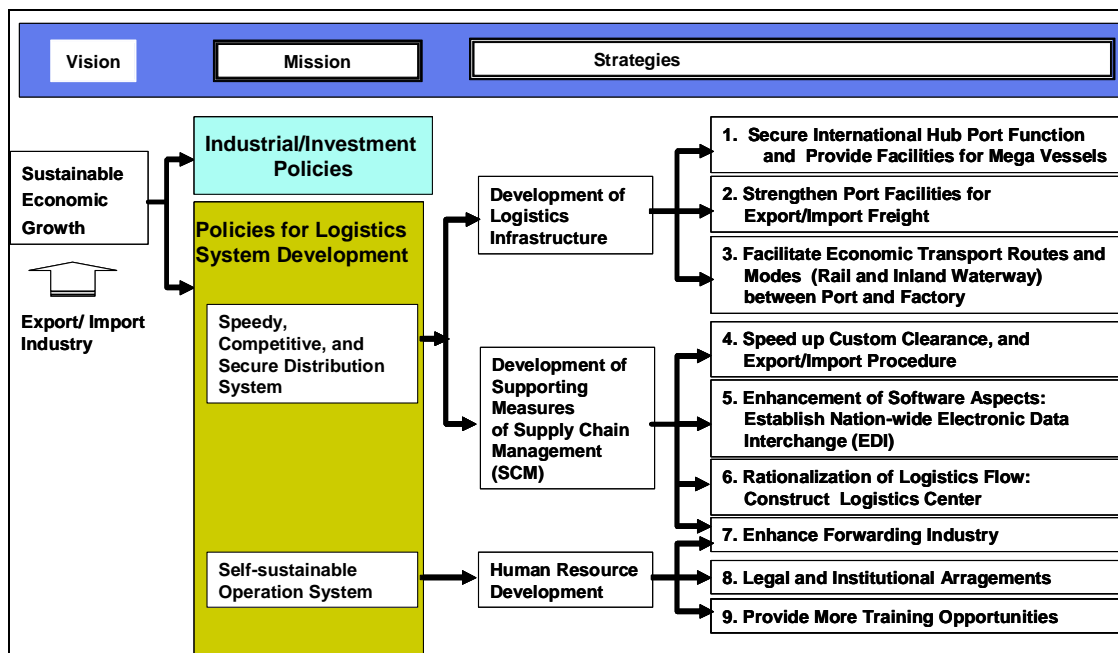 Vision
Mission
Strategies
Sustainable
Economic
Growth
Export/ Import
Industry
Industrial/Investment
Policies
Policies for Logistics
System Development
Speedy,
Competitive, and
Secure Distribution
System
Self-sustainable
Operation System
Development of
Logistics
Infrastructure
Development of
Supporting
Measures
of Supply Chain
Management
(SCM)
Human Resource
Development
1. Secure International Hub Port Function
and Provide Facilities for Mega Vessels
2. Strengthen Port Facilities for
Export/Import Freight
3. Facilitate Economic Transport Routes and
Modes (Rail and Inland Waterway)
between Port and Factory
4. Speed up Custom Clearance, and
Export/Import Procedure
5. Enhancement of Software Aspects:
Establish Nation-wide Electronic Data
Interchange (EDI)
6. Rationalization of Logistics Flow:
Construct Logistics Center
7. Enhance Forwarding Industry
8. Legal and Institutional Arragements
9. Provide More Training Opportunities